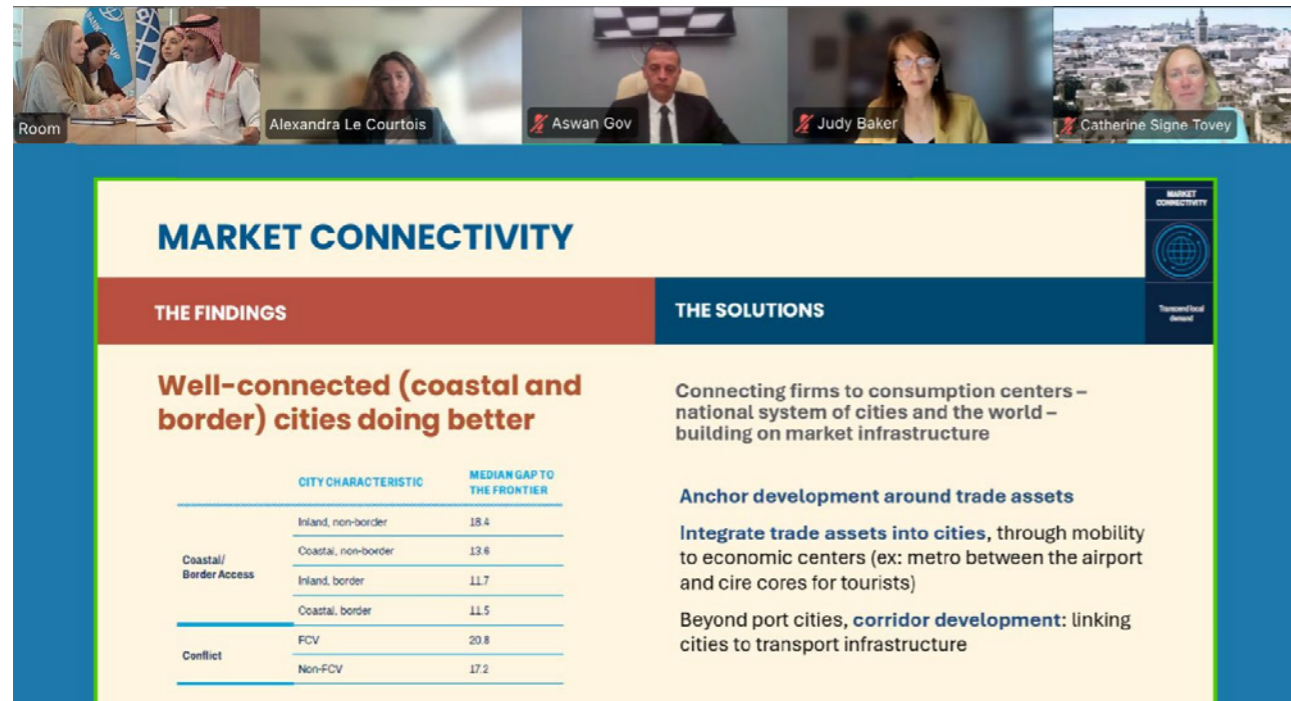 BANK GROUP
Room
Alexandra Le Courtois
Aswan Gov
Judy Baker
Catherine Signe Tovey
MARKET CONNECTIVITY
MARKET
CONNECTIVITY
Transcend local
demand
THE FINDINGS
THE SOLUTIONS
Well-connected (coastal and
border) cities doing better
CITY CHARACTERISTIC
MEDIAN GAP TO
THE FRONTIER
Coastal/
Border Access
Inland, non-border 18.4
Coastal, non-border 13.6
Inland, border 11.7
Coastal, border 11.5
Conflict
FCV 20.8
Non-FCV 17.2
Connecting firms to consumption centers –
national system of cities and the world –
building on market infrastructure
Anchor development around trade assets
Integrate trade assets into cities, through mobility
to economic centers (ex: metro between the airport
and cire cores for tourists)
Beyond port cities, corridor development: linking
cities to transport infrastructure